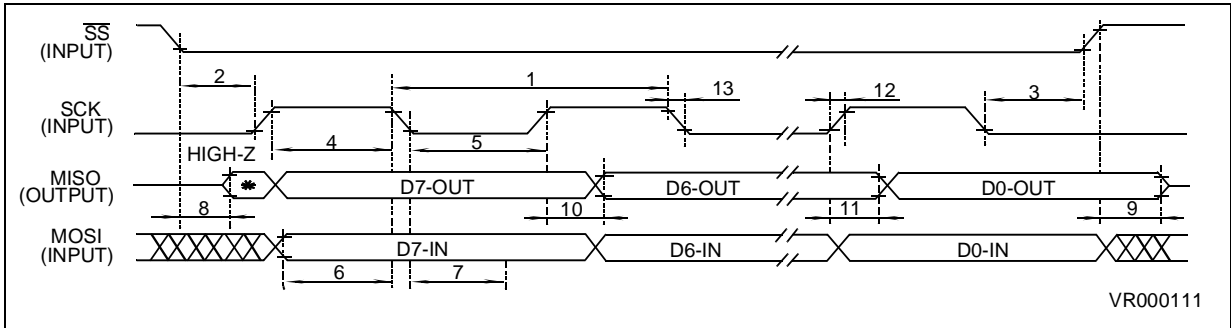 SS
(INPUT)
2
1
13
12
3
SCK
(INPUT)
4
5
HIGH-Z
MISO
(OUTPUT)
*
D7-OUT
D6-OUT
D0-OUT
8
10
11
9
MOSI
(INPUT)
D7-IN
D6-IN
D0-IN
6
7
VR000111